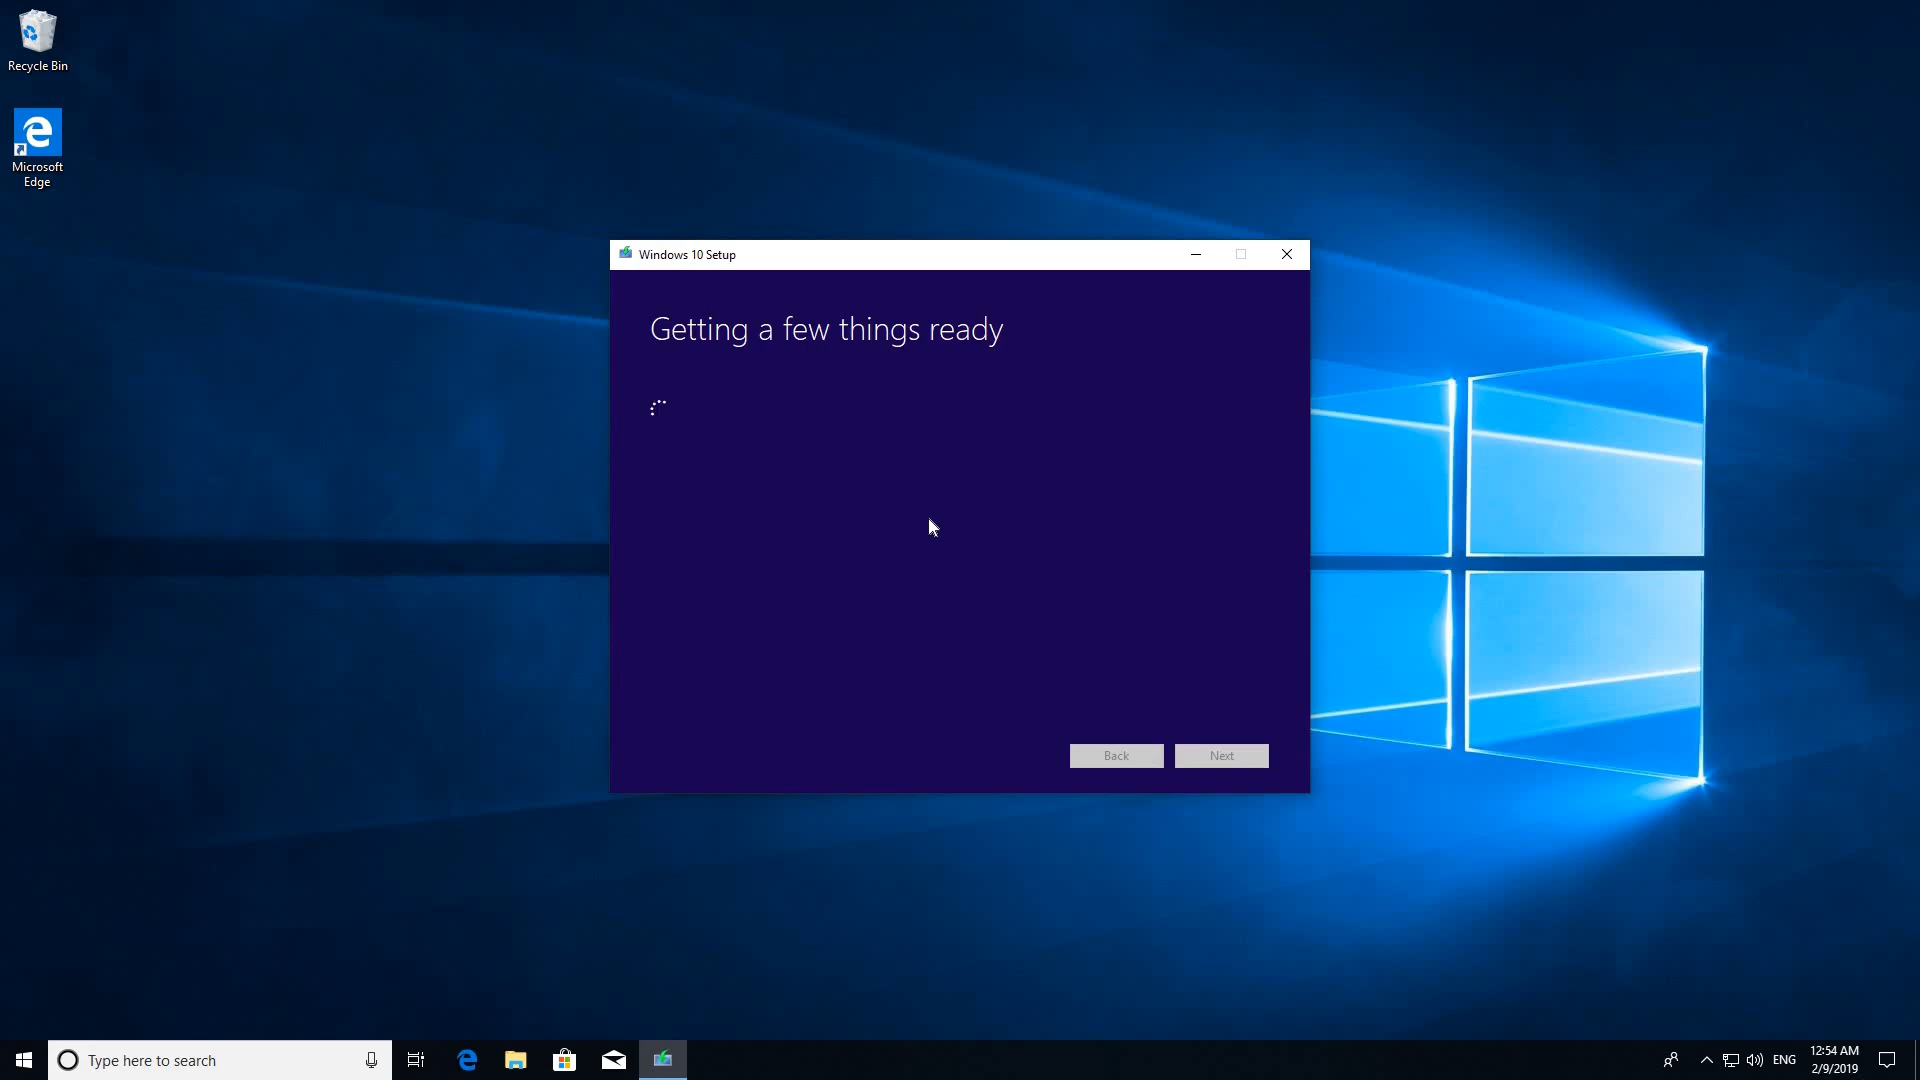 Recycle Bin
Microsoft
Edge
Windows 10 Setup
Getting a few things ready
Back
Next
Type here to search
ENG
12:54 AM
2/9/2019